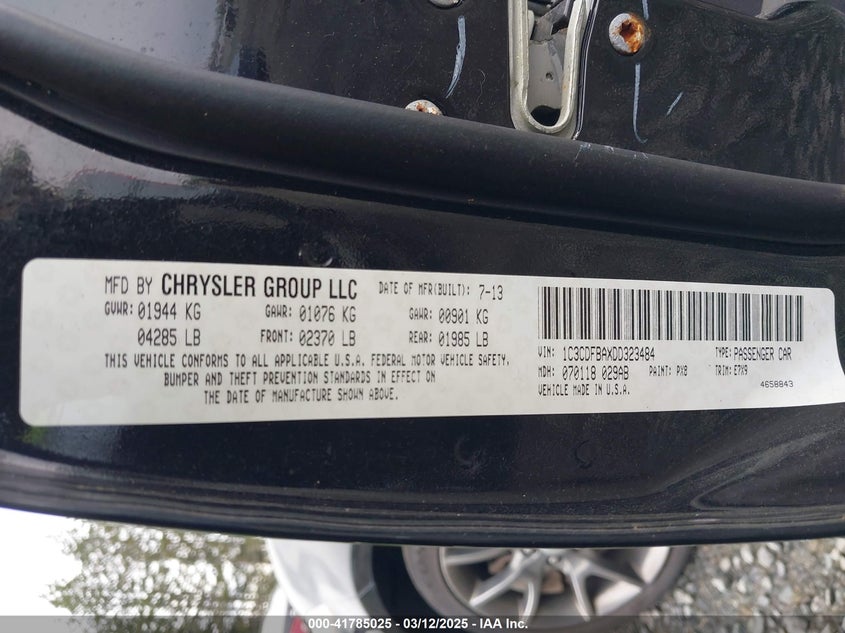 MFD BY CHRYSLER GROUP LLC DATE OF MFR(BUILT): 7-13
GVWR: 01944 KG GAWR: 01076 KG GAWR: 00901 KG
04285 LB FRONT: 02370 LB REAR: 01985 LB
THIS VEHICLE CONFORMS TO ALL APPLICABLE U.S.A. FEDERAL MOTOR VEHICLE SAFETY,
BUMPER AND THEFT PREVENTION STANDARDS IN EFFECT ON
THE DATE OF MANUFACTURE SHOWN ABOVE.
VIN: 1C3CDFBAXDD323484 TYPE: PASSENGER CAR
MDH: 070118 029AB PAINT: PX8 TRIM: E7X9
VEHICLE MADE IN U.S.A. 4658843
000-41785025 — 03/12/2025 — IAA Inc.